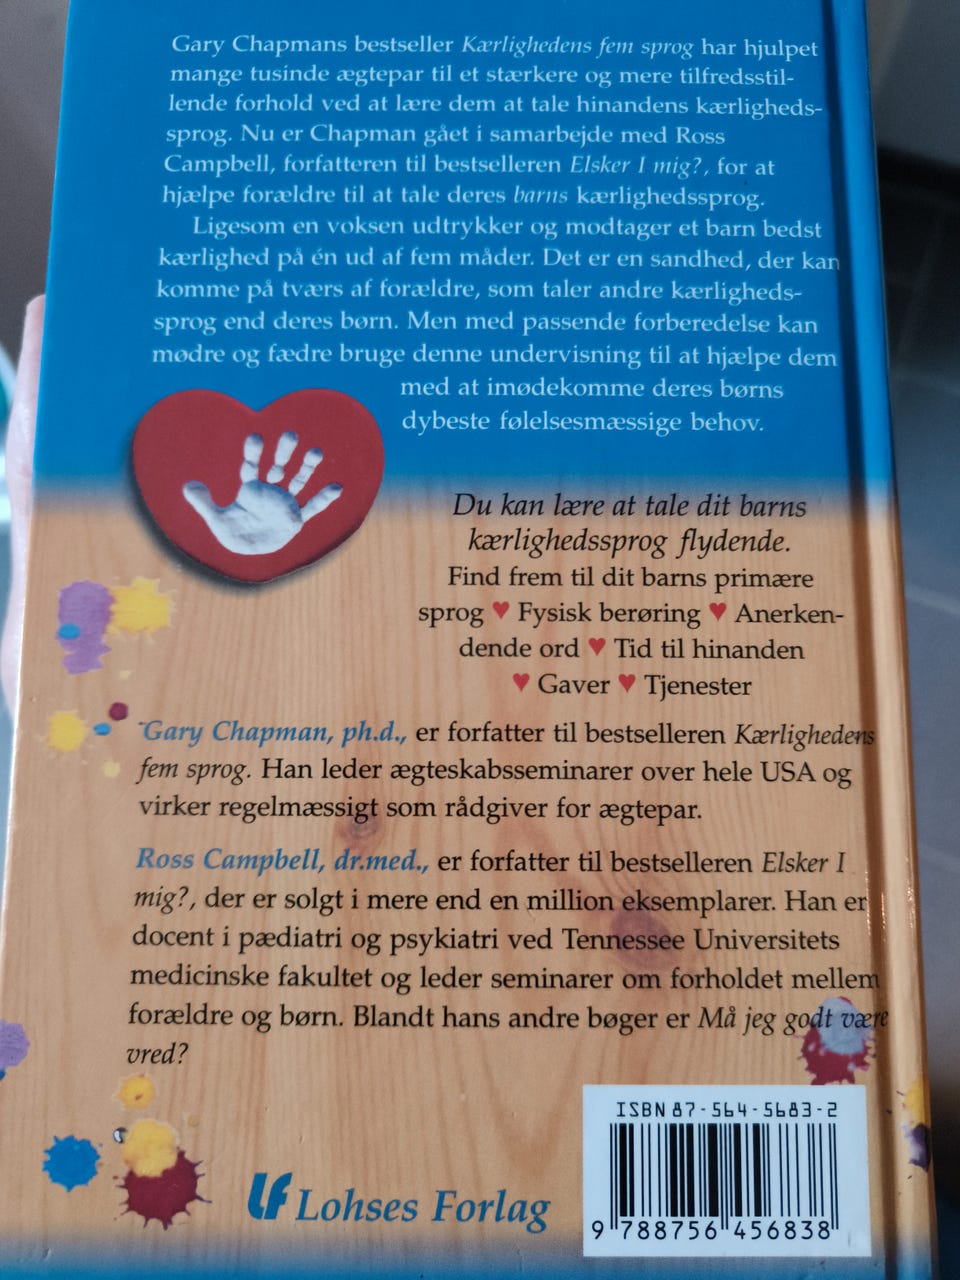 Gary Chapmans bestseller Kærlighedens fem sprog har hjulpet
mange tusinde ægtepar til et stærkere og mere tilfredsstil-
lende forhold ved at lære dem at tale hinandens kærligheds-
sprog. Nu er Chapman gået i samarbejde med Ross
Campbell, forfatteren til bestselleren Elsker I mig?, for at
hjælpe forældre til at tale deres barns kærlighedssprog.
Ligesom en voksen udtrykker og modtager et barn bedst
kærlighed på én ud af fem måder. Det er en sandhed, der kan
komme på tværs af forældre, som taler andre kærligheds-
sprog end deres børn. Men med passende forberedelse kan
mødre og fædre bruge denne undervisning til at hjælpe dem
med at imødekomme deres børns
dybeste følelsesmæssige behov.
Du kan lære at tale dit barns
kærlighedssprog flydende.
Find frem til dit barns primære
sprog ♥ Fysisk berøring ♥ Anerken-
dende ord ♥ Tid til hinanden
♥ Gaver ♥ Tjenester
Gary Chapman, ph.d., er forfatter til bestselleren Kærlighedens
fem sprog. Han leder ægteskabsseminarer over hele USA og
virker regelmæssigt som rådgiver for ægtepar.
Ross Campbell, dr.med., er forfatter til bestselleren Elsker I
mig?, der er solgt i mere end en million eksemplarer. Han er
docent i pædiatri og psykiatri ved Tennessee Universitets
medicinske fakultet og leder seminarer om forholdet mellem
forældre og børn. Blandt hans andre bøger er Må jeg godt være
vred?
ISBN 87-564-5683-2
LF Lohses Forlag
9 788756 456838